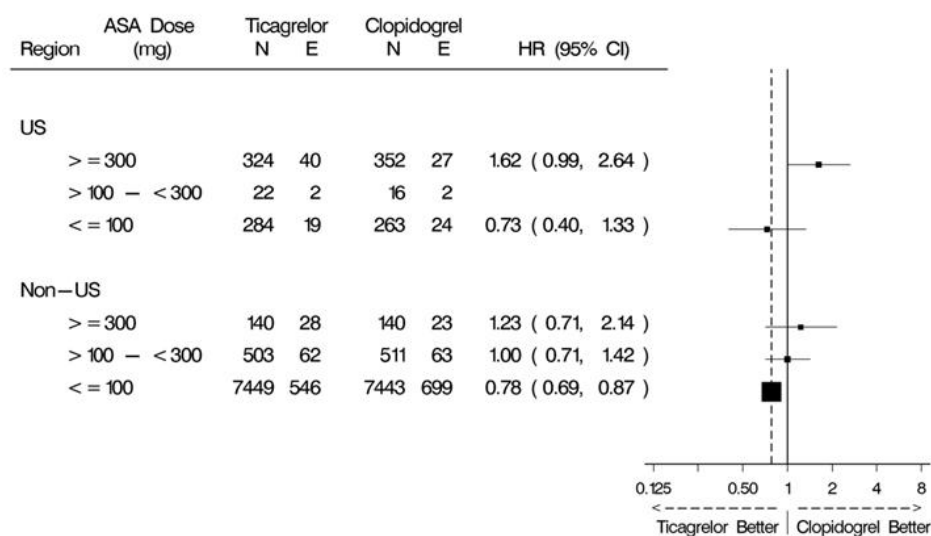 ASA Dose Ticagrelor Clopidogrel
Region (mg) N E N E HR (95% CI)
US
>=300 324 40 352 27 1.62 (0.99, 2.64)
>100 – <300 22 2 16 2
<=100 284 19 263 24 0.73 (0.40, 1.33)
Non–US
>=300 140 28 140 23 1.23 (0.71, 2.14)
>100 – <300 503 62 511 63 1.00 (0.71, 1.42)
<=100 7449 546 7443 699 0.78 (0.69, 0.87)
0.125 0.50 1 2 4 8
Ticagrelor Better Clopidogrel Better